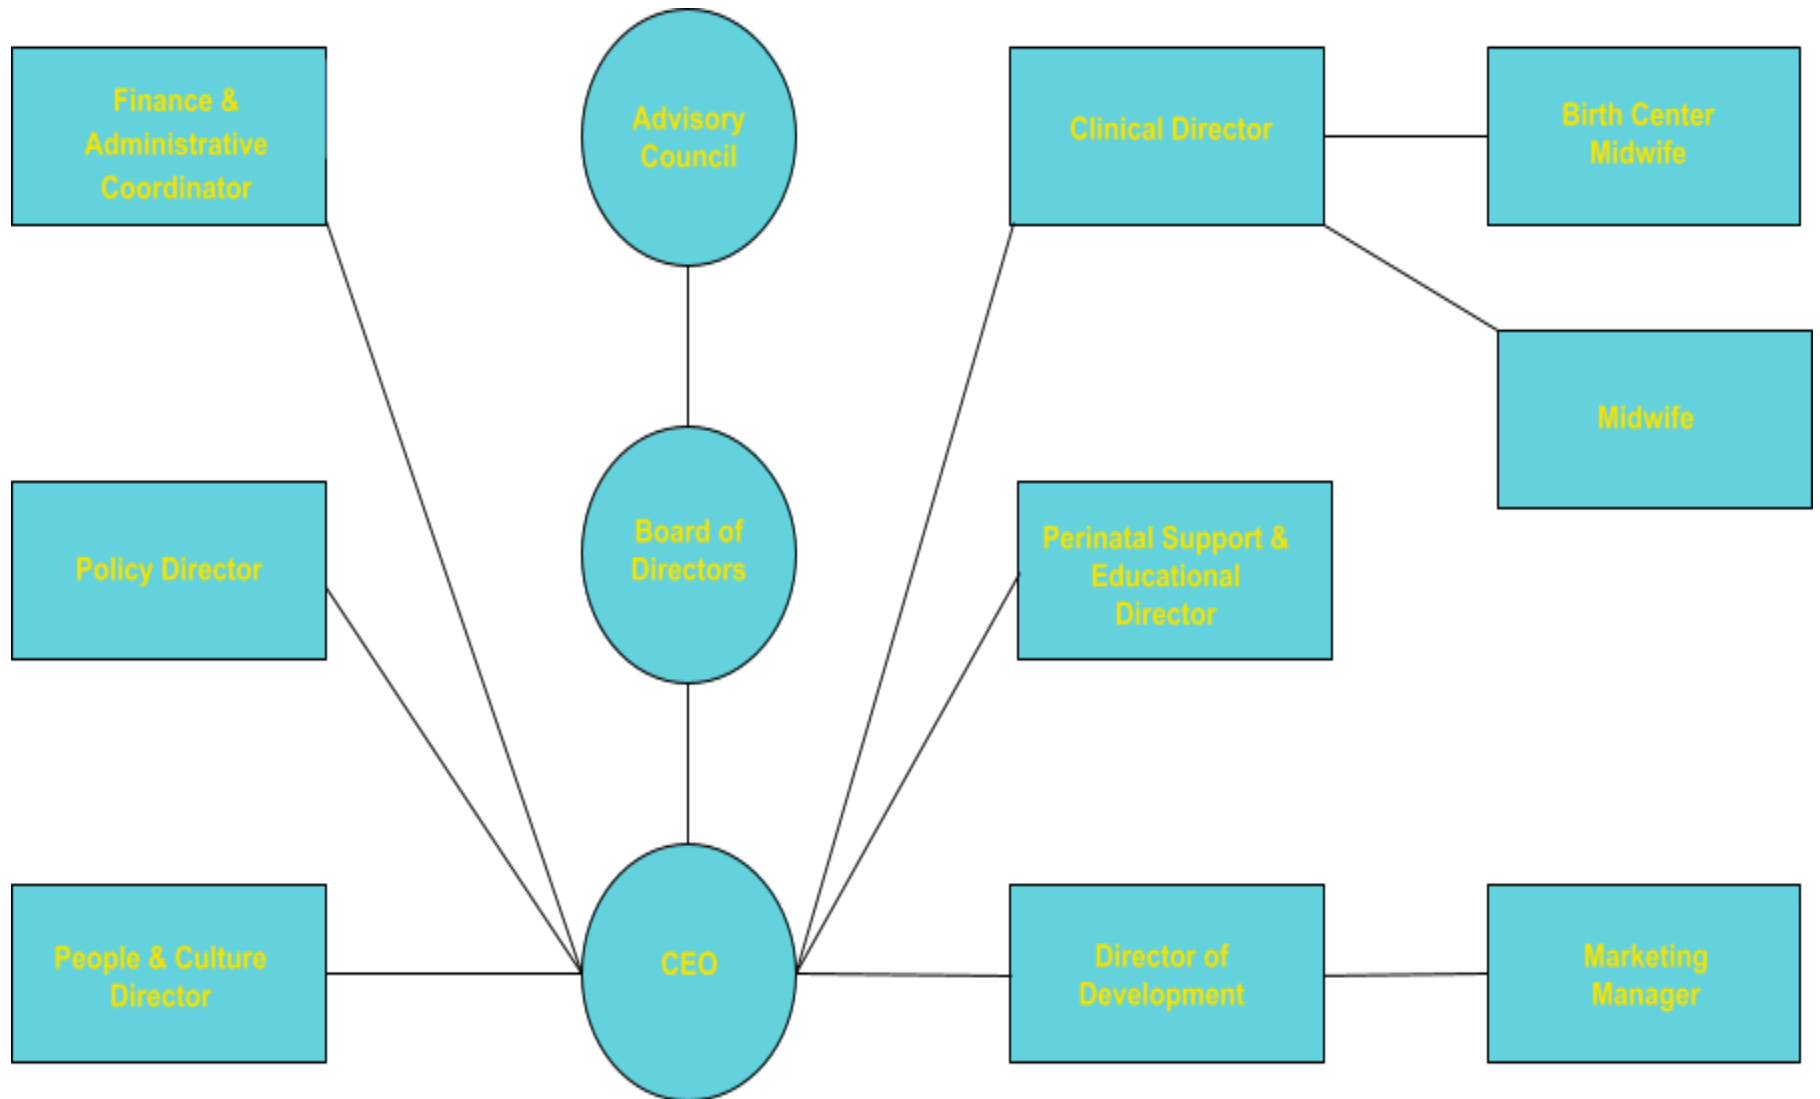 Finance &
Administrative
Coordinator
Advisory
Council
Clinical Director
Birth Center
Midwife
Midwife
Policy Director
Board of
Directors
Perinatal Support &
Educational
Director
People & Culture
Director
CEO
Director of
Development
Marketing
Manager